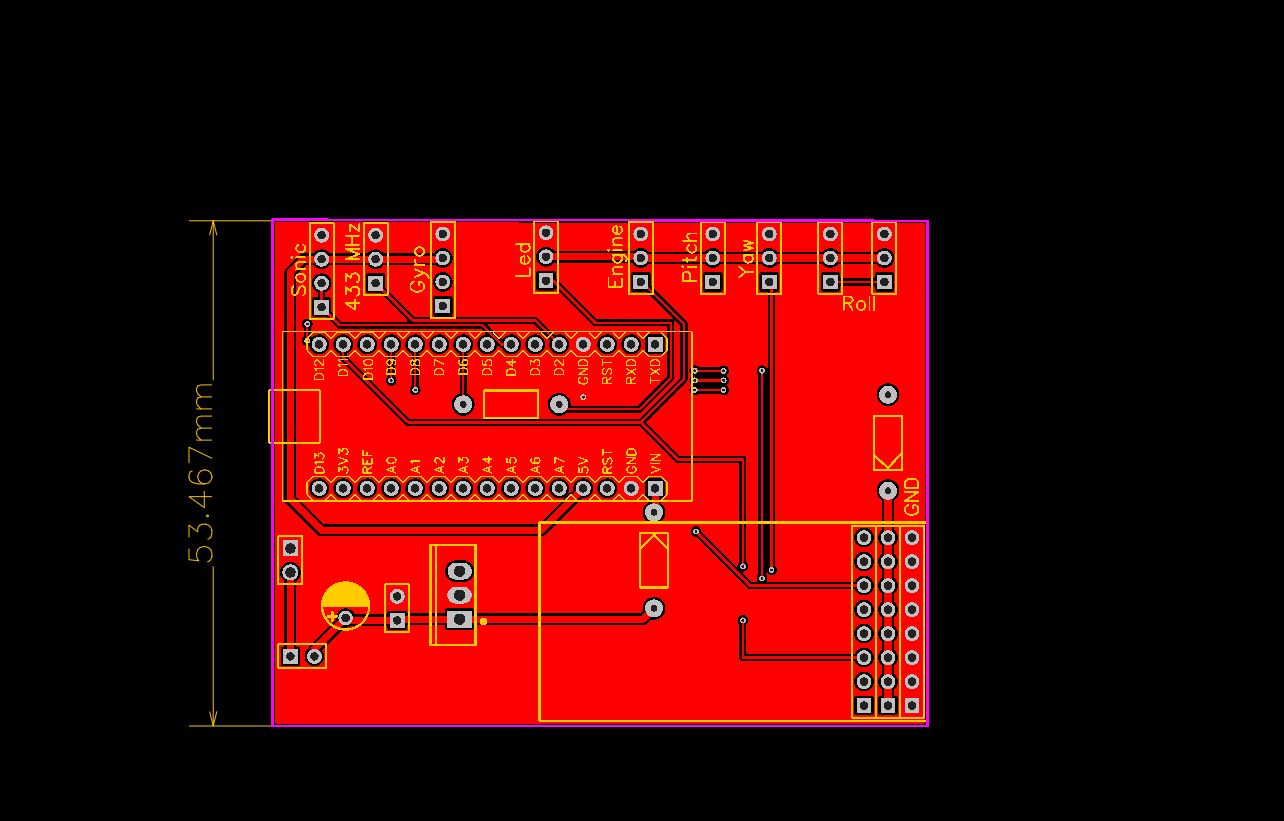 Sonic
433 MHz
Gyro
Led
Engine
Pitch
Yaw
Roll
D12
D11
D10
D9
D8
D7
D6
D5
D4
D3
D2
GND
RST
RXD
TXD
53.467mm
D13
3V3
REF
A0
A1
A2
A3
A4
A5
A6
A7
5V
RST
GND
VIN
GND
+